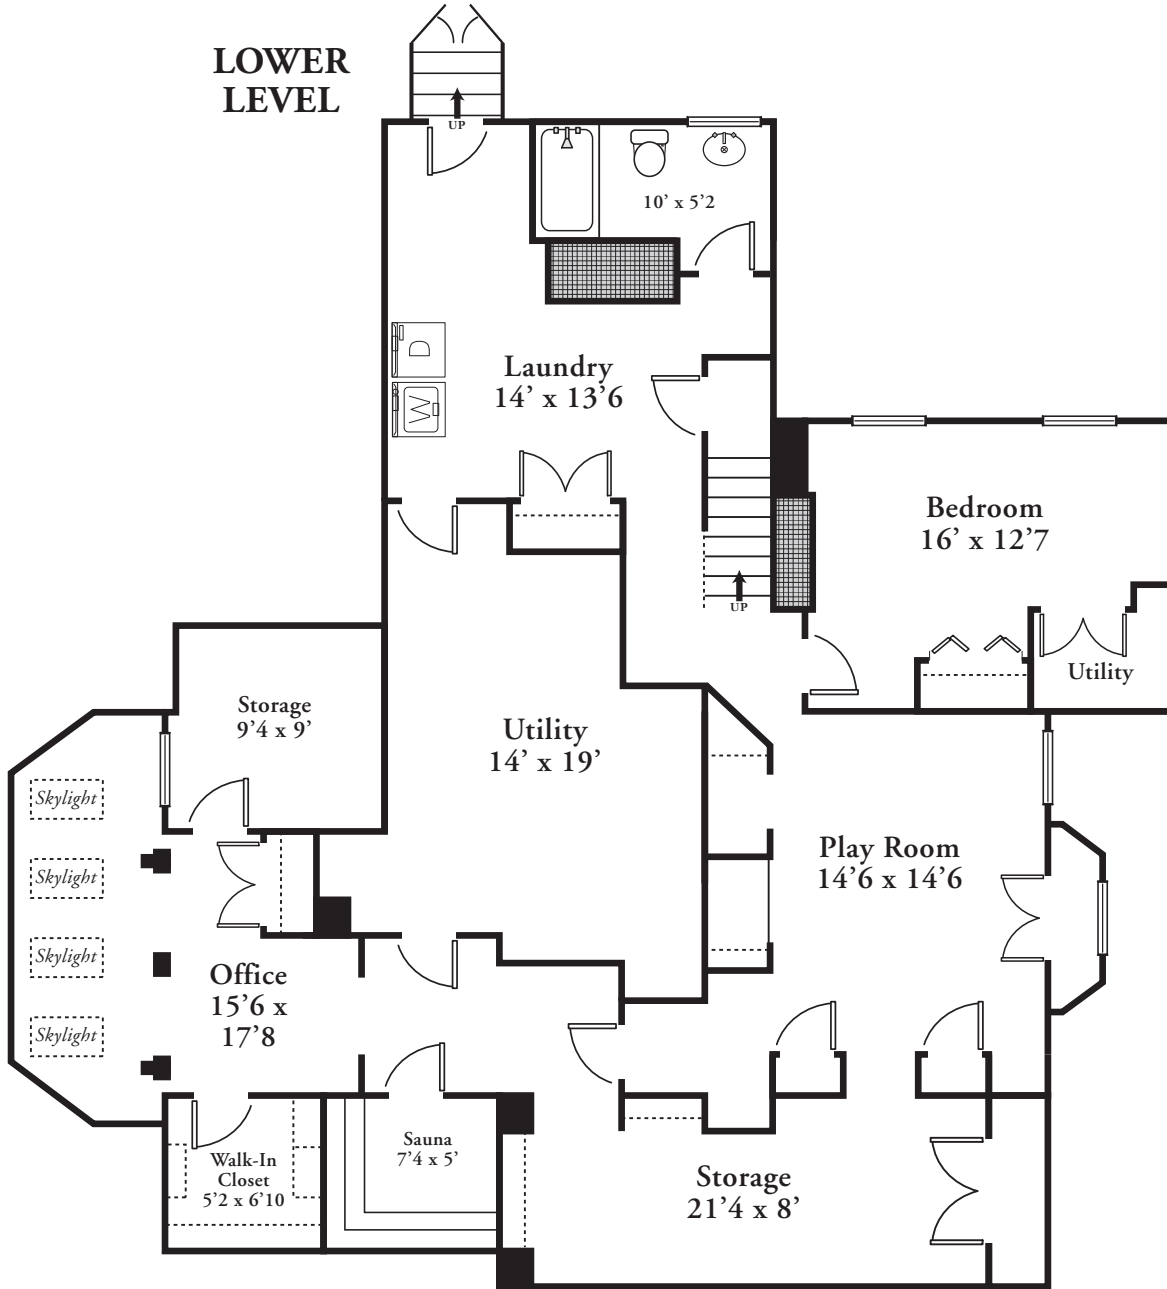 LOWER
LEVEL
UP
10’ x 5’2
D
W
Laundry
14’ x 13’6
Bedroom
16’ x 12’7
UP
Utility
Storage
9’4 x 9’
Utility
14’ x 19’
Skylight
Skylight
Skylight
Skylight
Play Room
14’6 x 14’6
Office
15’6 x
17’8
Sauna
7’4 x 5’
Walk-In
Closet
5’2 x 6’10
Storage
21’4 x 8’